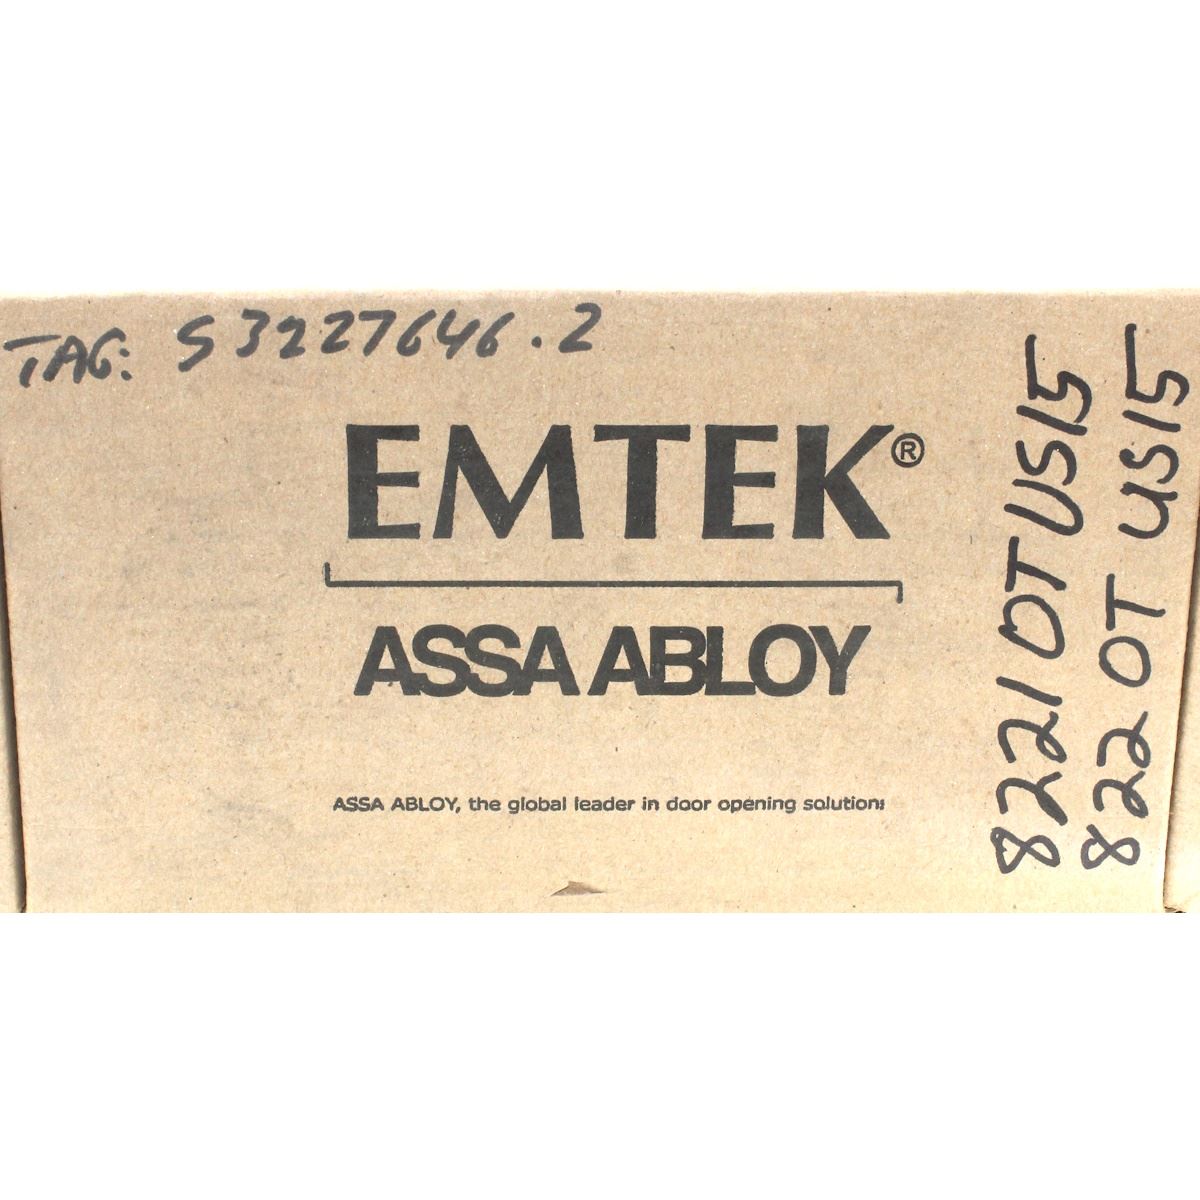 TAG: S3227646.2
EMTEK®
ASSA ABLOY
ASSA ABLOY, the global leader in door opening solutions
8221 OT US15
822 OT US15